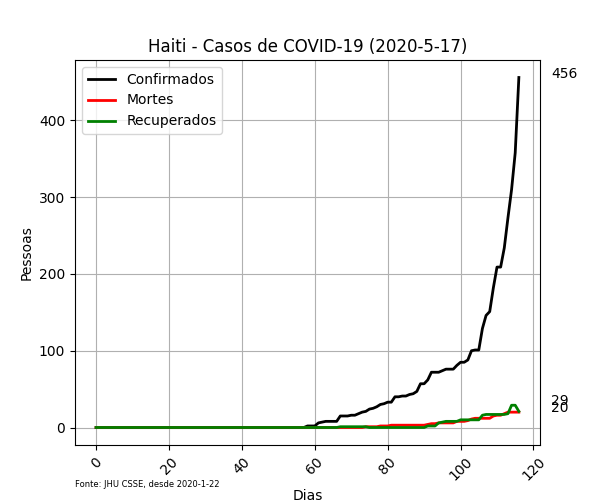 Haiti - Casos de COVID-19 (2020-5-17)
Confirmados
Mortes
Recuperados
456
400
300
200
100
0
29
20
Pessoas
0
20
40
60
80
100
120
Fonte: JHU CSSE, desde 2020-1-22
Dias